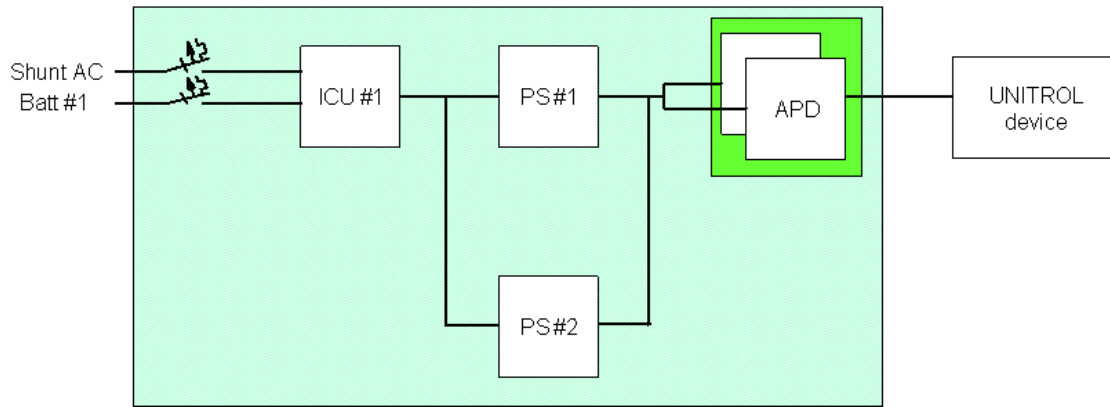 Shunt AC
Batt #1
ICU #1
PS#1
APD
UNITROL
device
PS#2